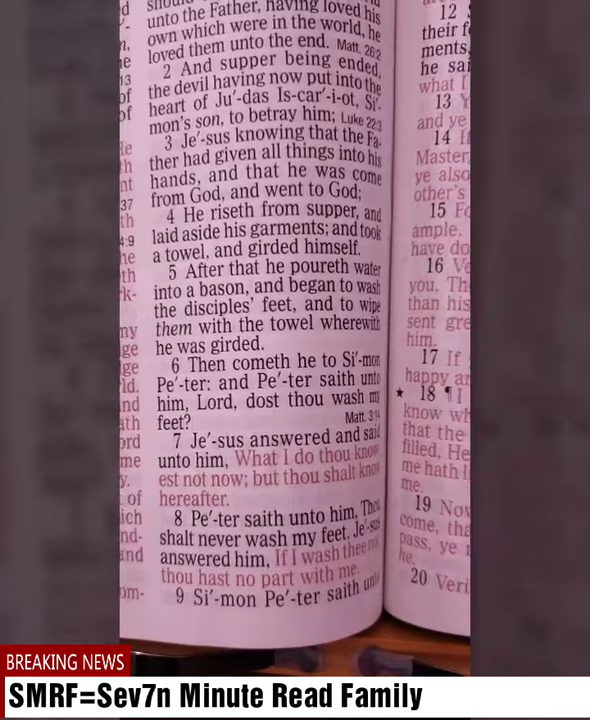 should
unto the Father, having loved his
own which were in the world, he
loved them unto the end. Matt. 26:2
2 And supper being ended,
the devil having now put into the
heart of Ju′-das Is-car′-i-ot, Si′-
mon's son, to betray him; Luke 22:3
3 Je′-sus knowing that the Fa-
ther had given all things into his
hands, and that he was come
from God, and went to God;
4 He riseth from supper, and
laid aside his garments; and took
a towel, and girded himself.
5 After that he poureth water
into a bason, and began to wash
the disciples' feet, and to wipe
them with the towel wherewith
he was girded.
6 Then cometh he to Si′-mon
Pe′-ter: and Pe′-ter saith unto
him, Lord, dost thou wash my
feet? Matt. 3:14
7 Je′-sus answered and said
unto him, What I do thou know-
est not now; but thou shalt know
hereafter.
8 Pe′-ter saith unto him, Thou
shalt never wash my feet. Je′-sus
answered him, If I wash thee not,
thou hast no part with me.
9 Si′-mon Pe′-ter saith unto
12
their f
ments,
he sai
what I
13 Y
and ye
14 If
Master,
ye also
other's
15 Fo
ample.
have do
16 Ve
you, Th
than his
sent gre
him.
17 If
happy ar
★ 18 ¶ I
know wh
that the
filled, He
me hath l
me.
19 Now
come, tha
pass, ye
he.
20 Veri
BREAKING NEWS
SMRF=Sev7n Minute Read Family